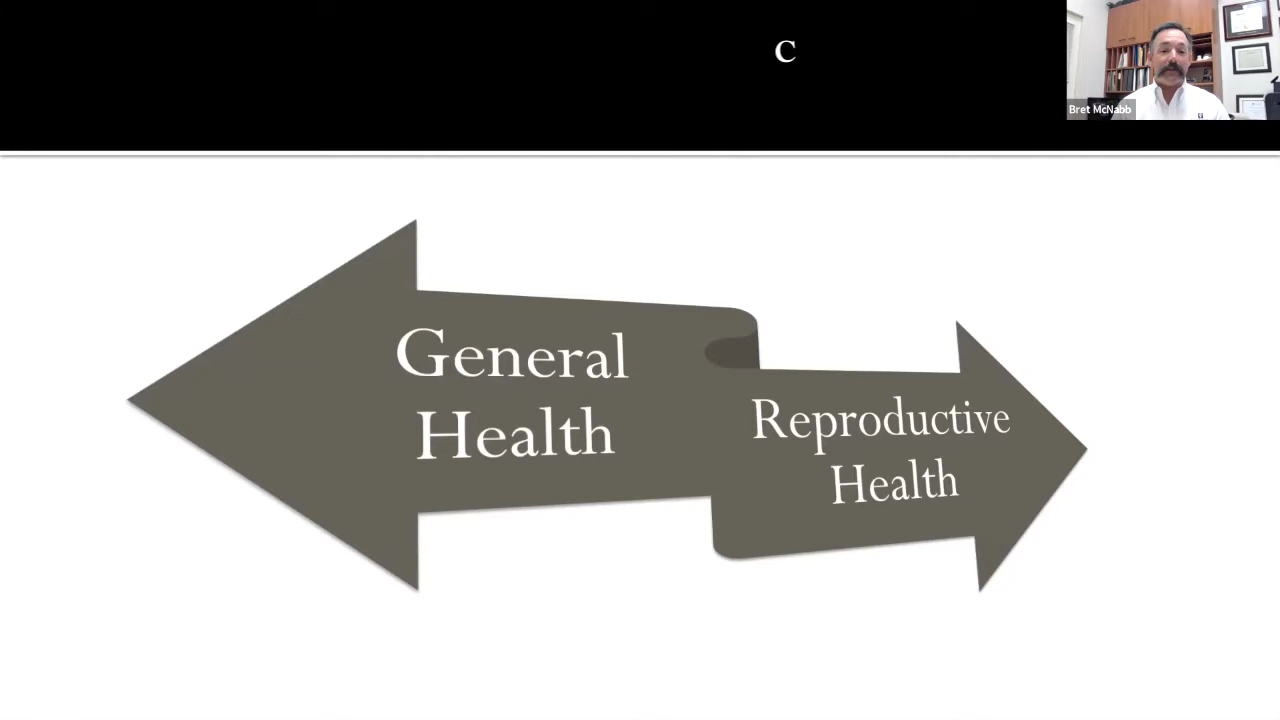 C
Bret McNabb
General
Health
Reproductive
Health